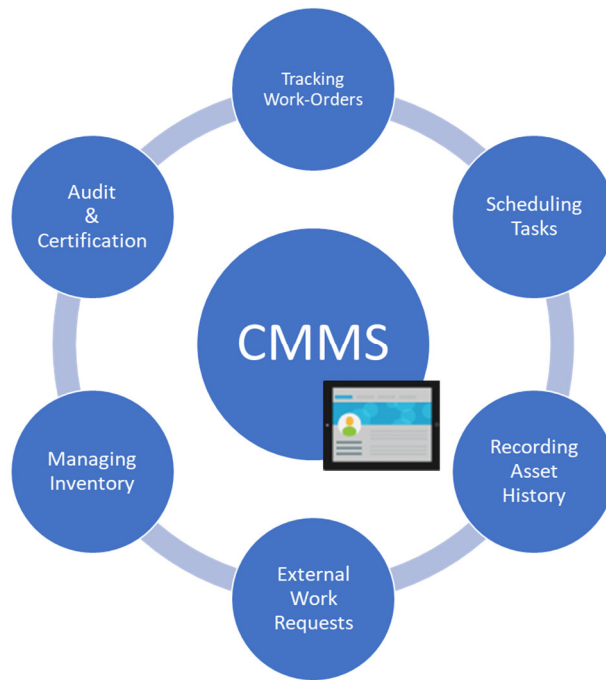 Tracking
Work-Orders
Scheduling
Tasks
Recording
Asset
History
External
Work
Requests
Managing
Inventory
Audit
&
Certification
CMMS